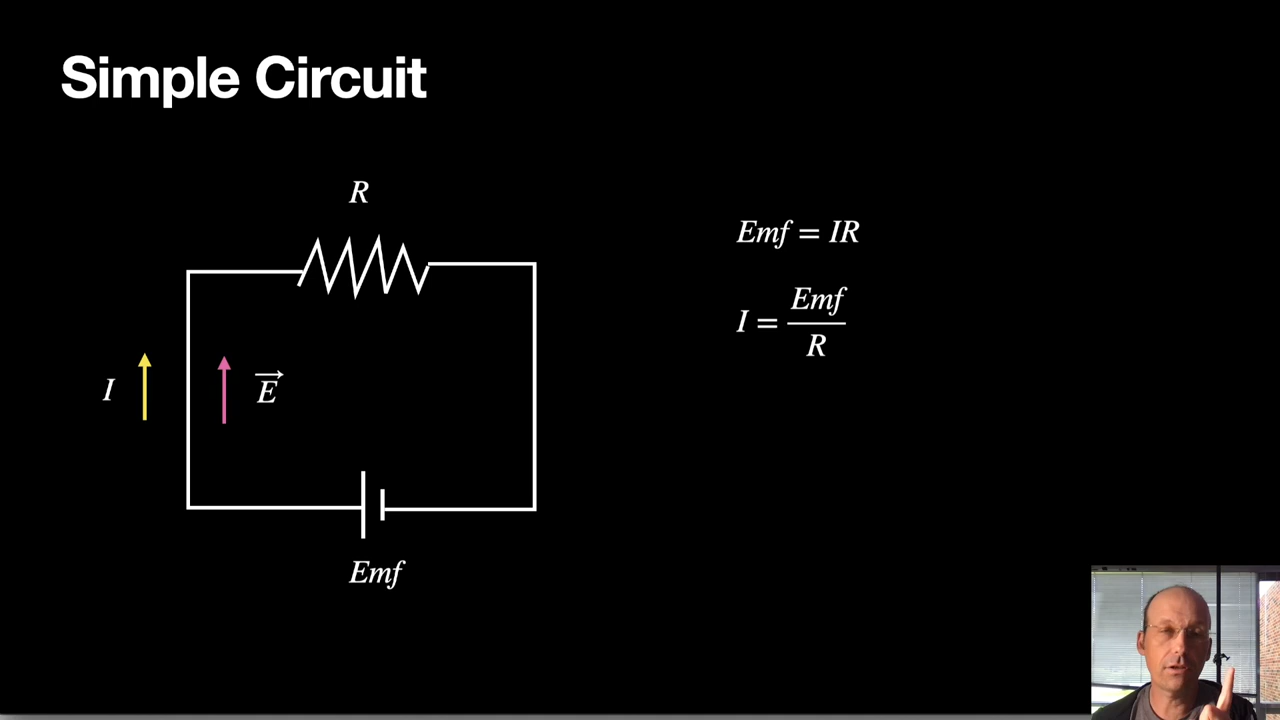 Simple Circuit
R
Emf = IR
I = Emf / R
I
E⃗
Emf